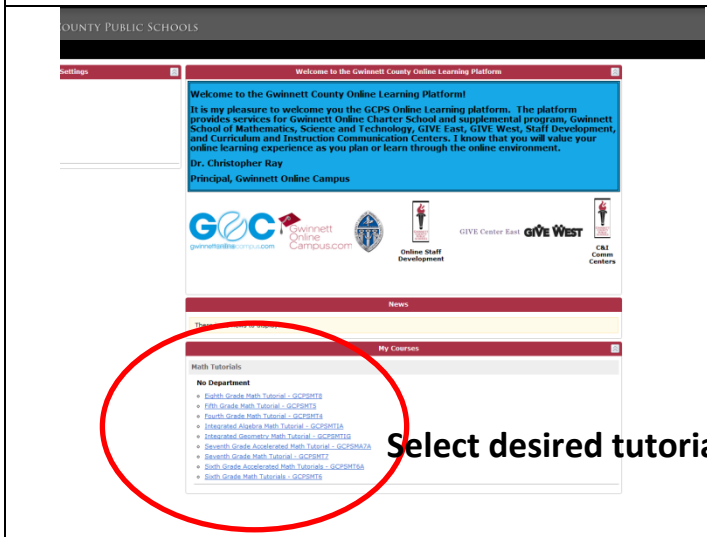 OUNTY PUBLIC SCHOOLS
Settings
Welcome to the Gwinnett County Online Learning Platform
Welcome to the Gwinnett County Online Learning Platform!
It is my pleasure to welcome you the GCPS Online Learning platform. The platform
provides services for Gwinnett Online Charter School and supplemental program, Gwinnett
School of Mathematics, Science and Technology, GIVE East, GIVE West, Staff Development,
and Curriculum and Instruction Communication Centers. I know that you will value your
online learning experience as you plan or learn through the online environment.
Dr. Christopher Ray
Principal, Gwinnett Online Campus
GOC
gwinnettonlinecampus.com
Gwinnett
Online
Campus.com
Online Staff
Development
GIVE Center East
GIVE WEST
C&I
Comm
Centers
News
My Courses
Math Tutorials
No Department
Eighth Grade Math Tutorial - GCPSMT8
Fifth Grade Math Tutorial - GCPSMT5
Fourth Grade Math Tutorial - GCPSMT4
Integrated Algebra Math Tutorial - GCPSMTIA
Integrated Geometry Math Tutorial - GCPSMTIG
Seventh Grade Accelerated Math Tutorial - GCPSMA7A
Seventh Grade Math Tutorial - GCPSMT7
Sixth Grade Accelerated Math Tutorials - GCPSMT6A
Sixth Grade Math Tutorials - GCPSMT6
Select desired tutoria